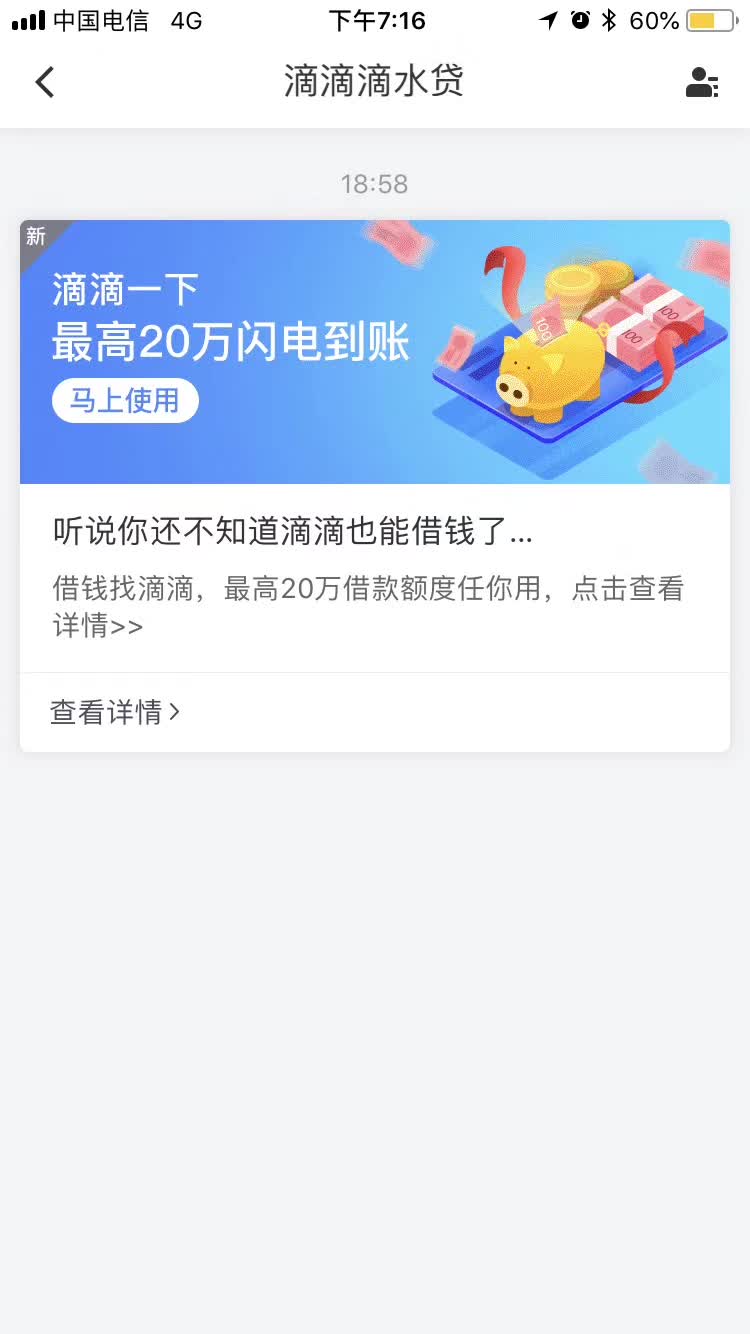 中国电信 4G 下午7:16 60%
滴滴滴水贷
18:58
新
滴滴一下
最高20万闪电到账
马上使用
100
100
100
听说你还不知道滴滴也能借钱了...
借钱找滴滴，最高20万借款额度任你用，点击查看
详情>>
查看详情>